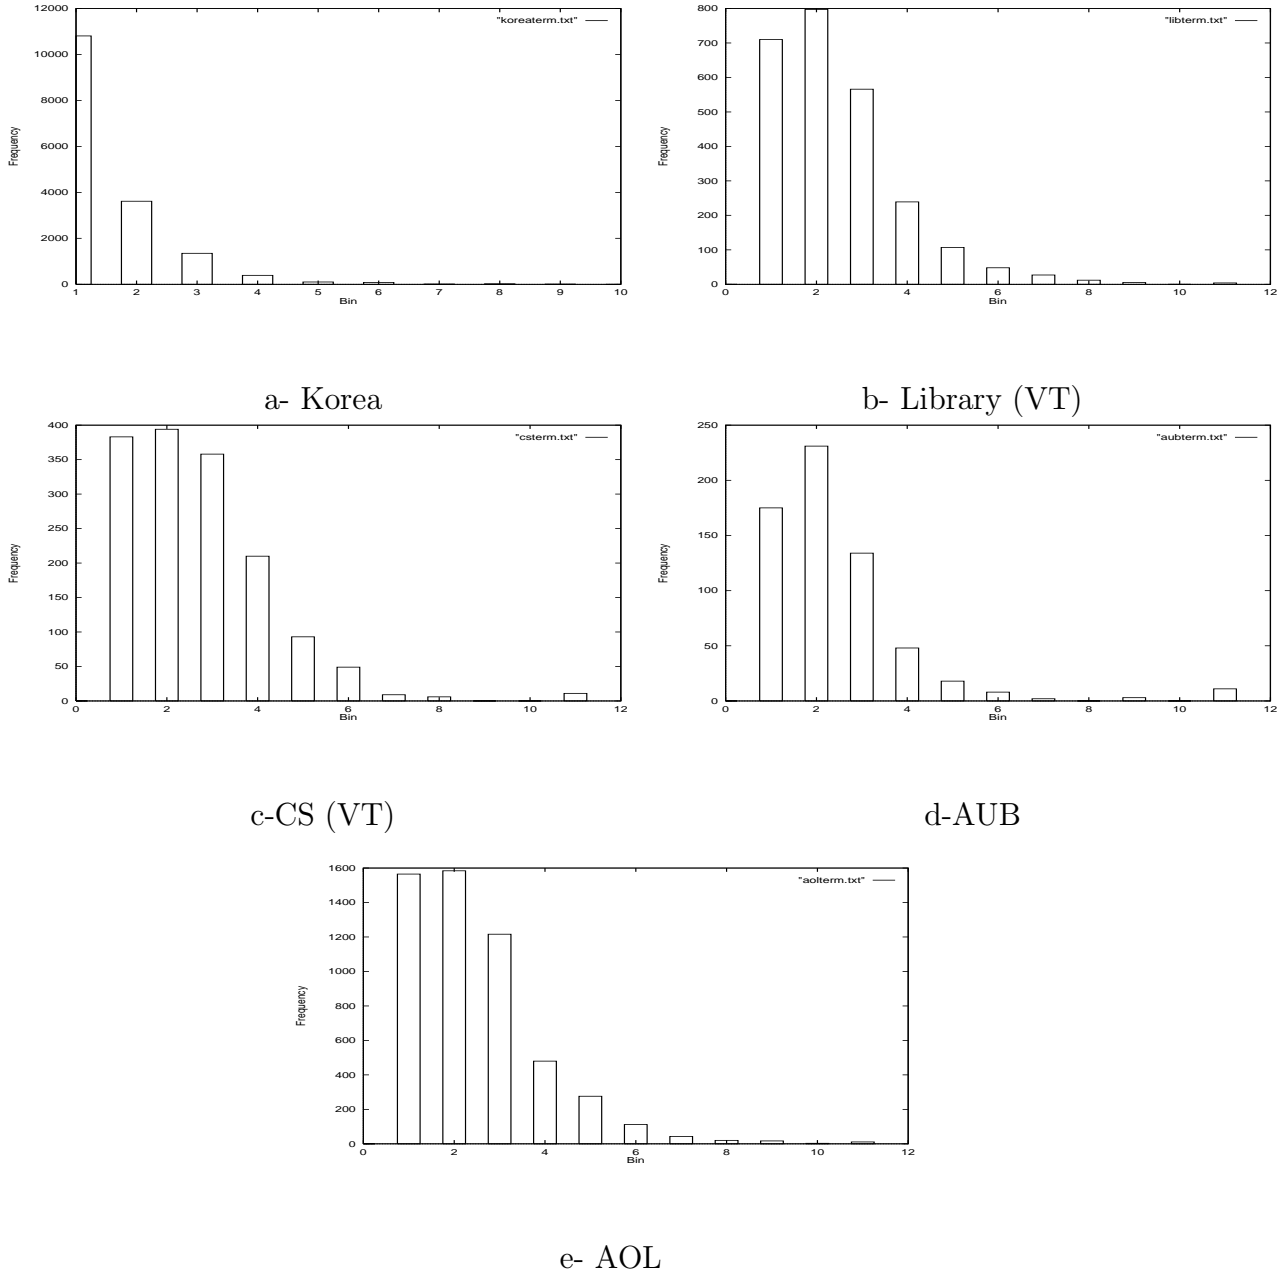 "koreaterm.txt"
12000
10000
8000
6000
4000
2000
0
Frequency
1 2 3 4 5 6 7 8 9 10
Bin
a- Korea
"libterm.txt"
800
700
600
500
400
300
200
100
0
Frequency
0 2 4 6 8 10 12
Bin
b- Library (VT)
"csterm.txt"
400
350
300
250
200
150
100
50
0
Frequency
0 2 4 6 8 10 12
Bin
c-CS (VT)
"aubterm.txt"
250
200
150
100
50
0
Frequency
0 2 4 6 8 10 12
Bin
d-AUB
"aolterm.txt"
1600
1400
1200
1000
800
600
400
200
0
Frequency
0 2 4 6 8 10 12
Bin
e- AOL